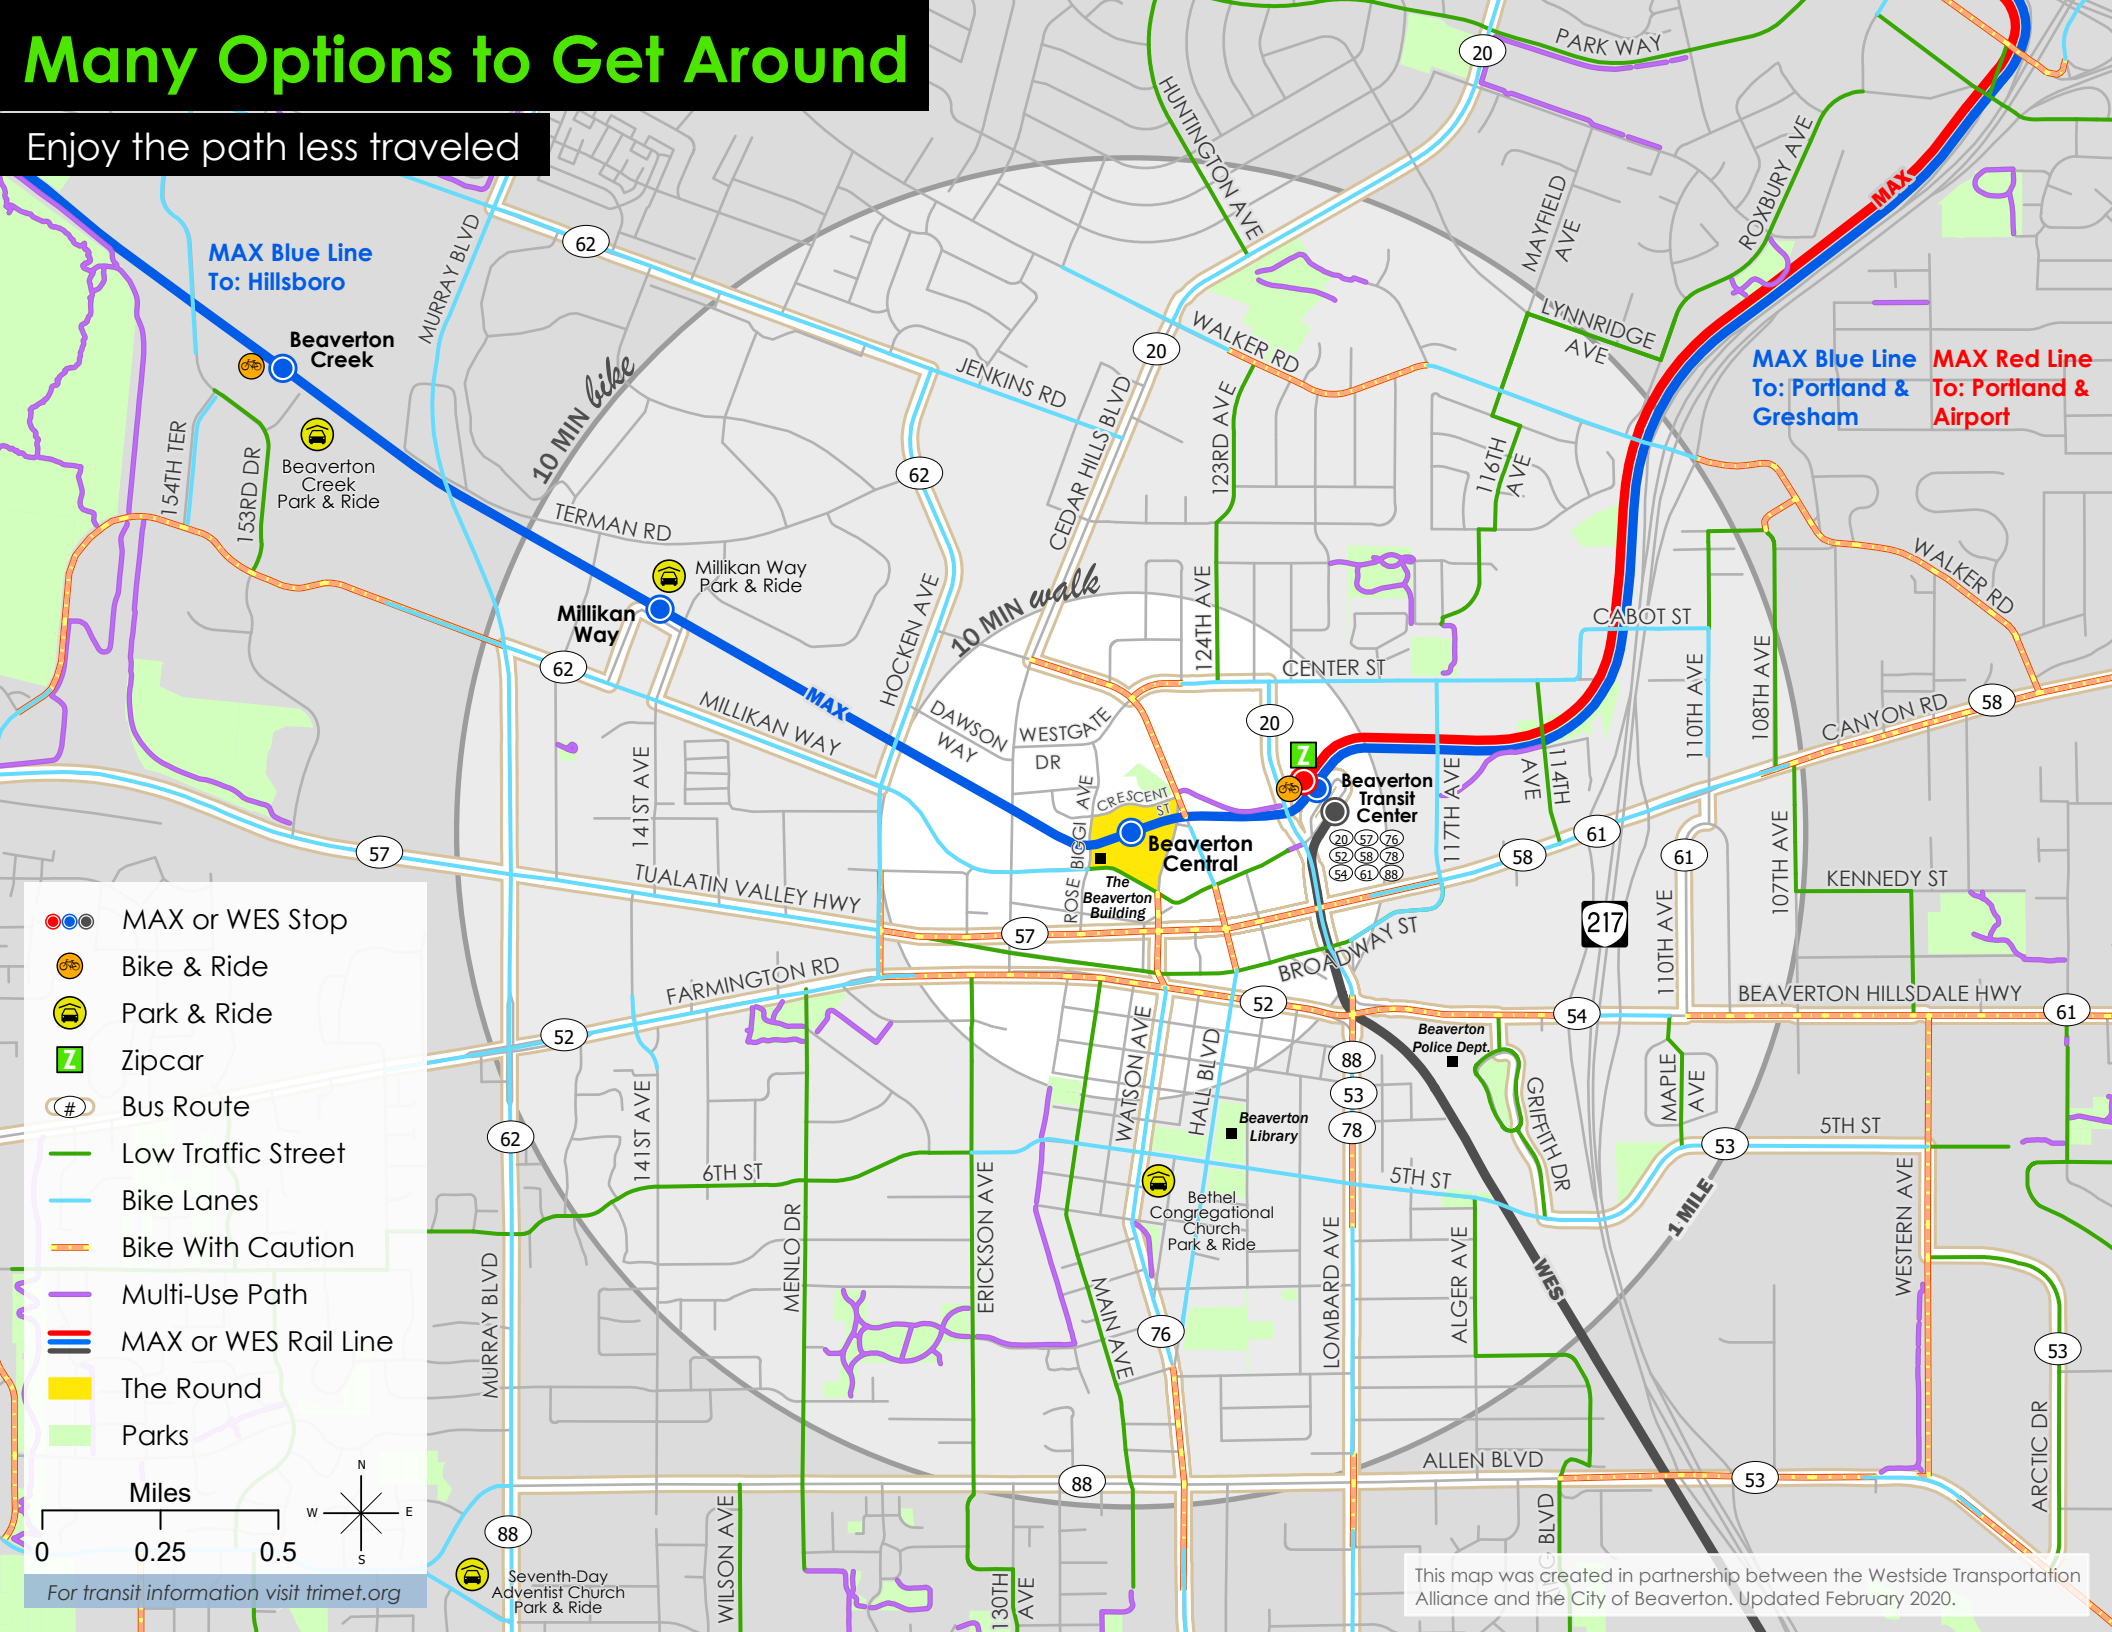 Many Options to Get Around
Enjoy the path less traveled
PARK WAY
20
HUNTINGTON AVE
MAYFIELD
AVE
ROXBURY AVE
MAX
62
MURRAY BLVD
MAX Blue Line
To: Hillsboro
Beaverton
Creek
Beaverton
Creek
Park & Ride
154TH TER
153RD DR
10 MIN bike
JENKINS RD
20
WALKER RD
LYNNRIDGE
AVE
MAX Blue Line
To: Portland &
Gresham
MAX Red Line
To: Portland &
Airport
CEDAR HILLS BLVD
123RD AVE
116TH
AVE
62
TERMAN RD
Millikan Way
Park & Ride
Millikan
Way
62
HOCKEN AVE
10 MIN walk
124TH AVE
CENTER ST
CABOT ST
WALKER RD
110TH AVE
108TH AVE
CANYON RD
58
MAX
MILLIKAN WAY
DAWSON
WAY
WESTGATE
DR
20
141ST AVE
CRESCENT
ST
ROSE BIGGI AVE
Z
Beaverton
Transit
Center
20 57 76
52 58 78
54 61 88
117TH AVE
114TH
AVE
Beaverton
Central
The
Beaverton
Building
58
61
61
107TH AVE
57
TUALATIN VALLEY HWY
57
217
KENNEDY ST
110TH AVE
FARMINGTON RD
BROADWAY ST
52
52
54
BEAVERTON HILLSDALE HWY
61
Beaverton
Police Dept.
88
53
78
WATSON AVE
HALL BLVD
Beaverton
Library
MAPLE
AVE
GRIFFITH DR
53
5TH ST
62
141ST AVE
6TH ST
5TH ST
Bethel
Congregational
Church
Park & Ride
1 MILE
MURRAY BLVD
MENLO DR
ERICKSON AVE
MAIN AVE
LOMBARD AVE
ALGER AVE
WES
WESTERN AVE
76
53
ARCTIC DR
88
ALLEN BLVD
53
88
WILSON AVE
130TH
AVE
G BLVD
Seventh-Day
Adventist Church
Park & Ride
MAX or WES Stop
Bike & Ride
Park & Ride
Z Zipcar
# Bus Route
Low Traffic Street
Bike Lanes
Bike With Caution
Multi-Use Path
MAX or WES Rail Line
The Round
Parks
Miles
0 0.25 0.5
N
W E
S
For transit information visit trimet.org
This map was created in partnership between the Westside Transportation
Alliance and the City of Beaverton. Updated February 2020.